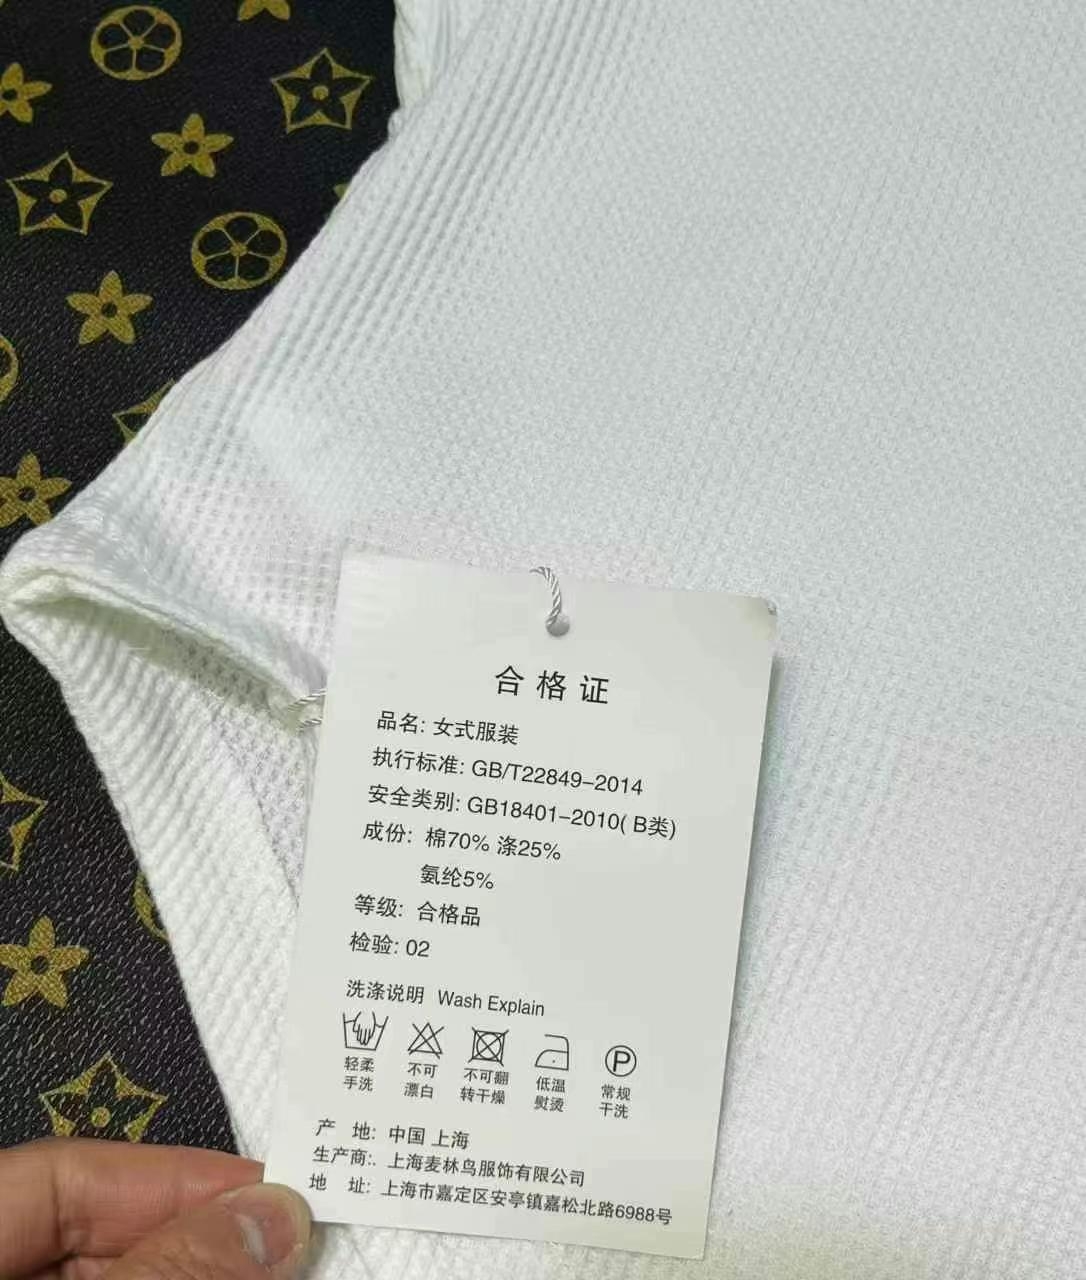 合格证
品名: 女式服装
执行标准: GB/T22849-2014
安全类别: GB18401-2010( B类)
成份: 棉70% 涤25%
氨纶5%
等级: 合格品
检验: 02
洗涤说明 Wash Explain
P
轻柔 不可 不可翻 低温 常规
手洗 漂白 转干燥 熨烫 干洗
产 地: 中国 上海
生产商:. 上海麦林鸟服饰有限公司
地 址: 上海市嘉定区安亭镇嘉松北路6988号